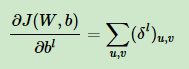 ∂J(W, b)/∂b^l = ∑_{u,v} (δ^l)_{u,v}